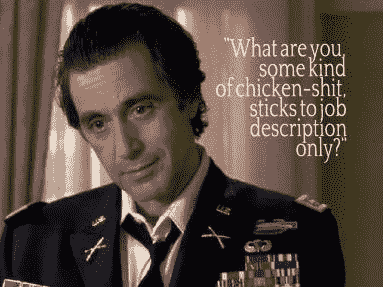 "What are you,
some kind
of chicken-shit,
sticks to job
description
only?"